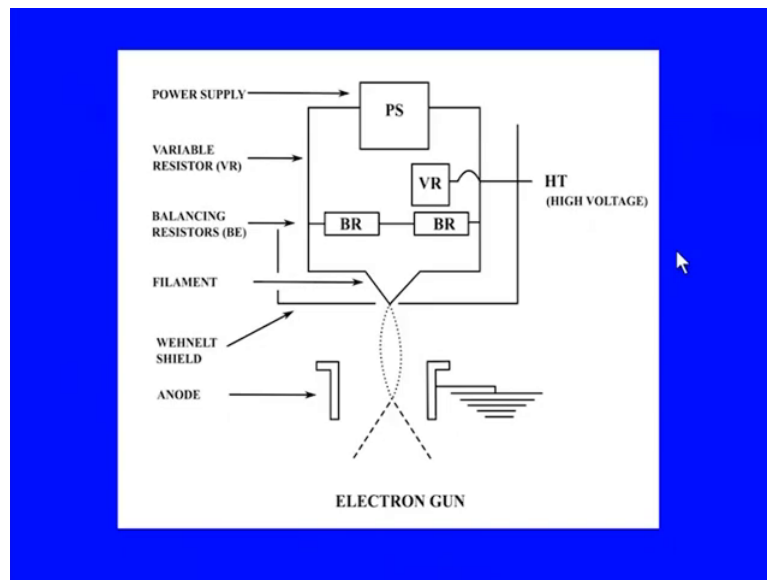 POWER SUPPLY
PS
VARIABLE
RESISTOR (VR)
VR
HT
(HIGH VOLTAGE)
BALANCING
RESISTORS (BE)
BR
BR
FILAMENT
WEHNELT
SHIELD
ANODE
ELECTRON GUN